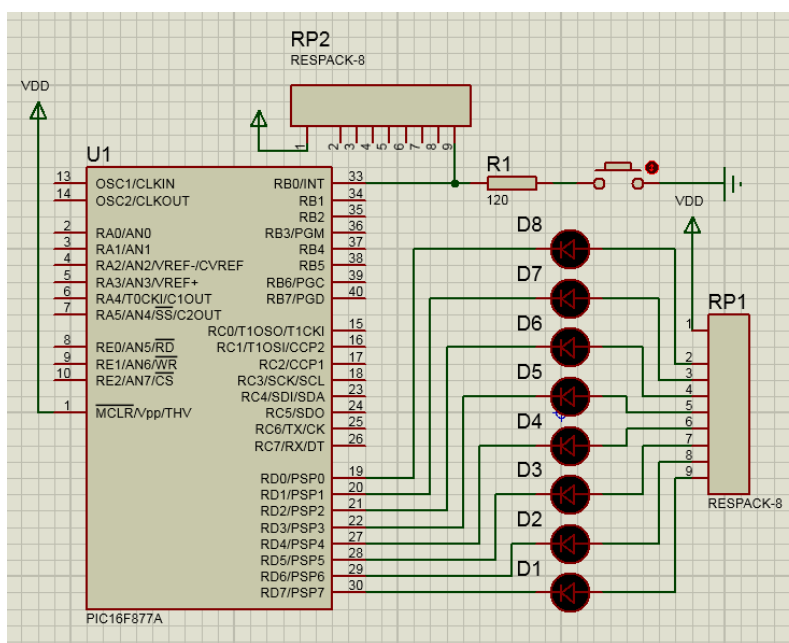 RP2
RESPACK-8
VDD
1 2 3 4 5 6 7 8 9
U1
R1
120
13 OSC1/CLKIN
14 OSC2/CLKOUT
2 RA0/AN0
3 RA1/AN1
4 RA2/AN2/VREF-/CVREF
5 RA3/AN3/VREF+
6 RA4/T0CKI/C1OUT
7 RA5/AN4/SS/C2OUT
8 RE0/AN5/RD
9 RE1/AN6/WR
10 RE2/AN7/CS
1 MCLR/Vpp/THV
RB0/INT 33
RB1 34
RB2 35
RB3/PGM 36
RB4 37
RB5 38
RB6/PGC 39
RB7/PGD 40
RC0/T1OSO/T1CKI 15
RC1/T1OSI/CCP2 16
RC2/CCP1 17
RC3/SCK/SCL 18
RC4/SDI/SDA 23
RC5/SDO 24
RC6/TX/CK 25
RC7/RX/DT 26
RD0/PSP0 19
RD1/PSP1 20
RD2/PSP2 21
RD3/PSP3 22
RD4/PSP4 27
RD5/PSP5 28
RD6/PSP6 29
RD7/PSP7 30
PIC16F877A
D8
D7
D6
D5
D4
D3
D2
D1
VDD
RP1
1
2
3
4
5
6
7
8
9
RESPACK-8